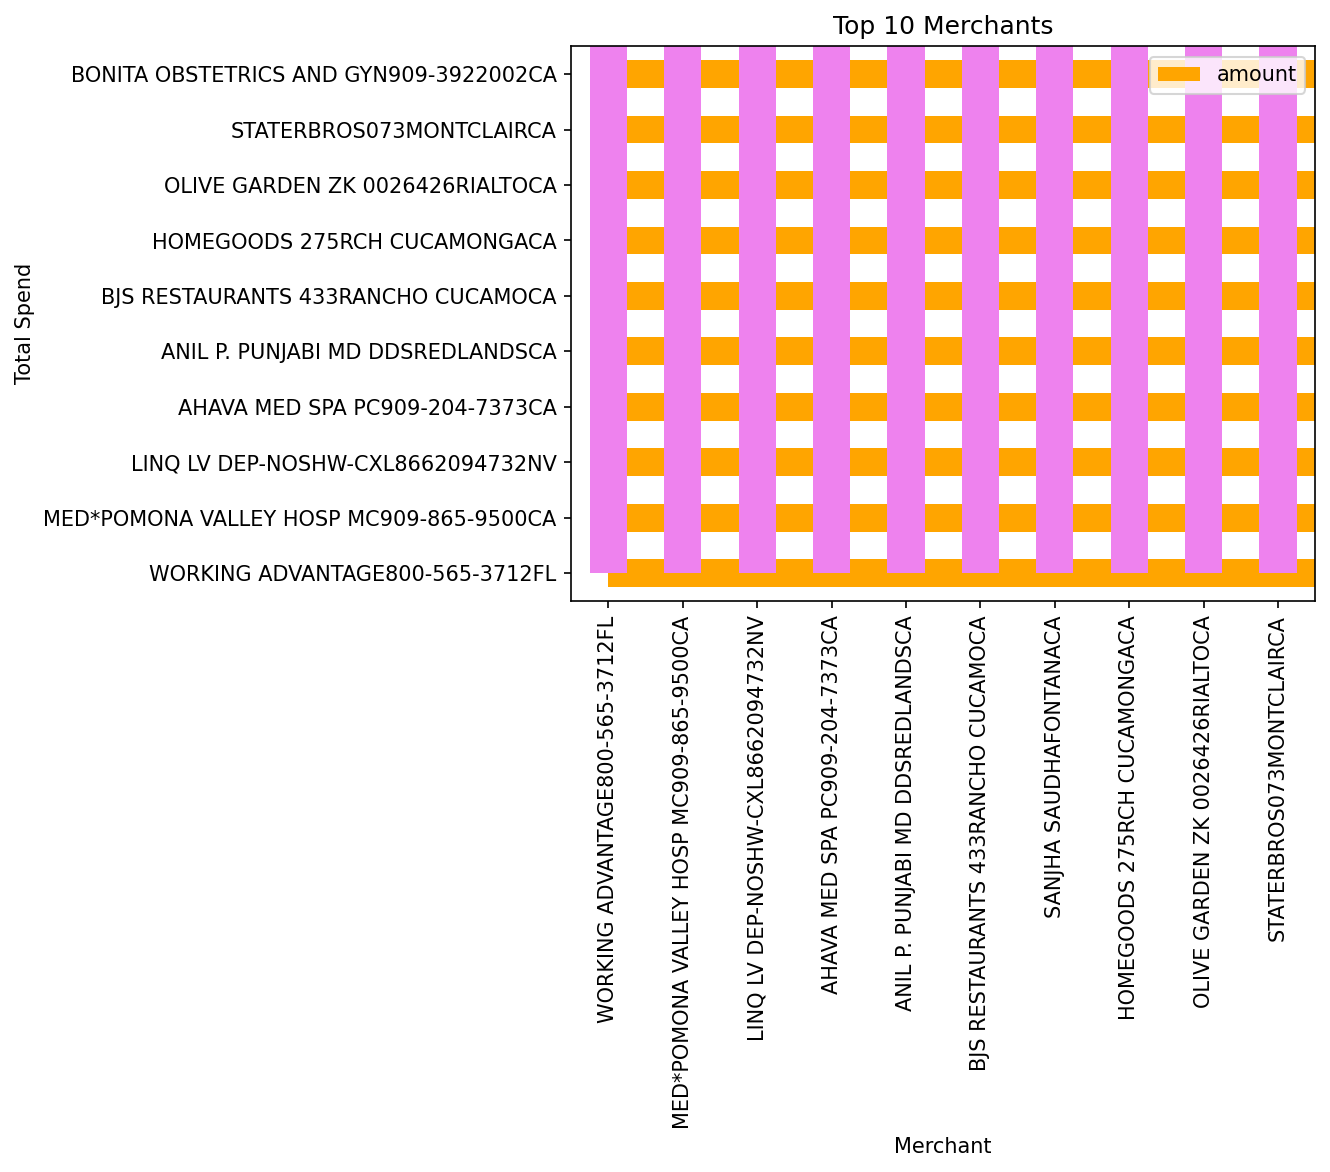 Top 10 Merchants
amount
BONITA OBSTETRICS AND GYN909-3922002CA
STATERBROS073MONTCLAIRCA
OLIVE GARDEN ZK 0026426RIALTOCA
HOMEGOODS 275RCH CUCAMONGACA
BJS RESTAURANTS 433RANCHO CUCAMOCA
ANIL P. PUNJABI MD DDSREDLANDSCA
AHAVA MED SPA PC909-204-7373CA
LINQ LV DEP-NOSHW-CXL8662094732NV
MED*POMONA VALLEY HOSP MC909-865-9500CA
WORKING ADVANTAGE800-565-3712FL
Total Spend
WORKING ADVANTAGE800-565-3712FL
MED*POMONA VALLEY HOSP MC909-865-9500CA
LINQ LV DEP-NOSHW-CXL8662094732NV
AHAVA MED SPA PC909-204-7373CA
ANIL P. PUNJABI MD DDSREDLANDSCA
BJS RESTAURANTS 433RANCHO CUCAMOCA
SANJHA SAUDHAFONTANACA
HOMEGOODS 275RCH CUCAMONGACA
OLIVE GARDEN ZK 0026426RIALTOCA
STATERBROS073MONTCLAIRCA
Merchant